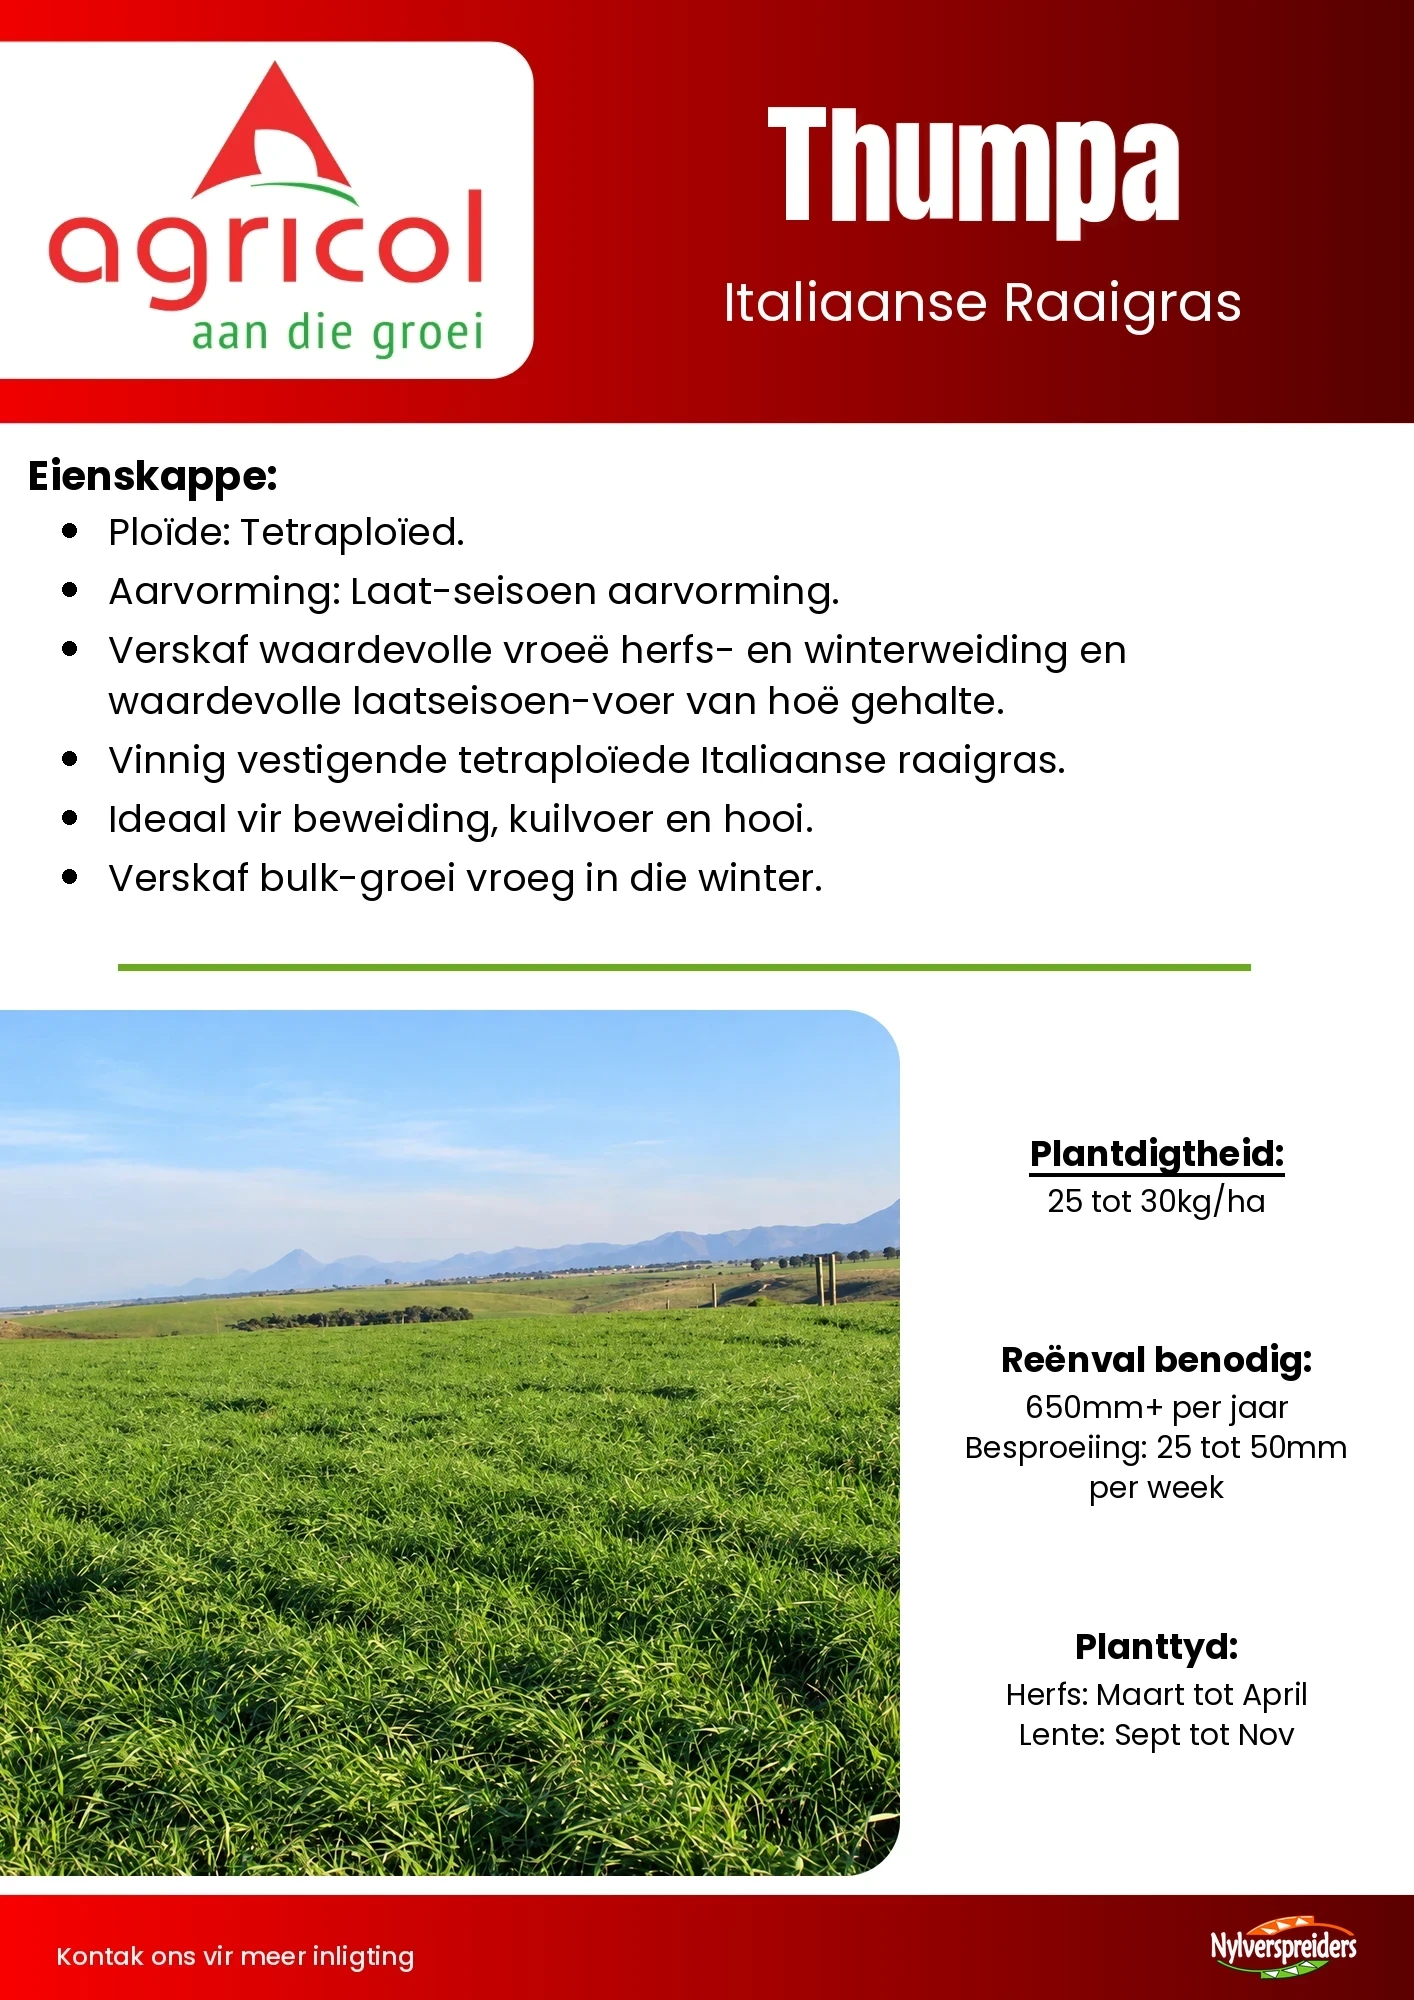 agricol
aan die groei
Thumpa
Italiaanse Raaigras
Eienskappe:
Ploïde: Tetraploïed.
Aarvorming: Laat-seisoen aarvorming.
Verskaf waardevolle vroeë herfs- en winterweiding en
waardevolle laatseisoen-voer van hoë gehalte.
Vinnig vestigende tetraploïede Italiaanse raaigras.
Ideaal vir beweiding, kuilvoer en hooi.
Verskaf bulk-groei vroeg in die winter.
Plantdigtheid:
25 tot 30kg/ha
Reënval benodig:
650mm+ per jaar
Besproeiing: 25 tot 50mm
per week
Planttyd:
Herfs: Maart tot April
Lente: Sept tot Nov
Kontak ons vir meer inligting
Nylverspreiders